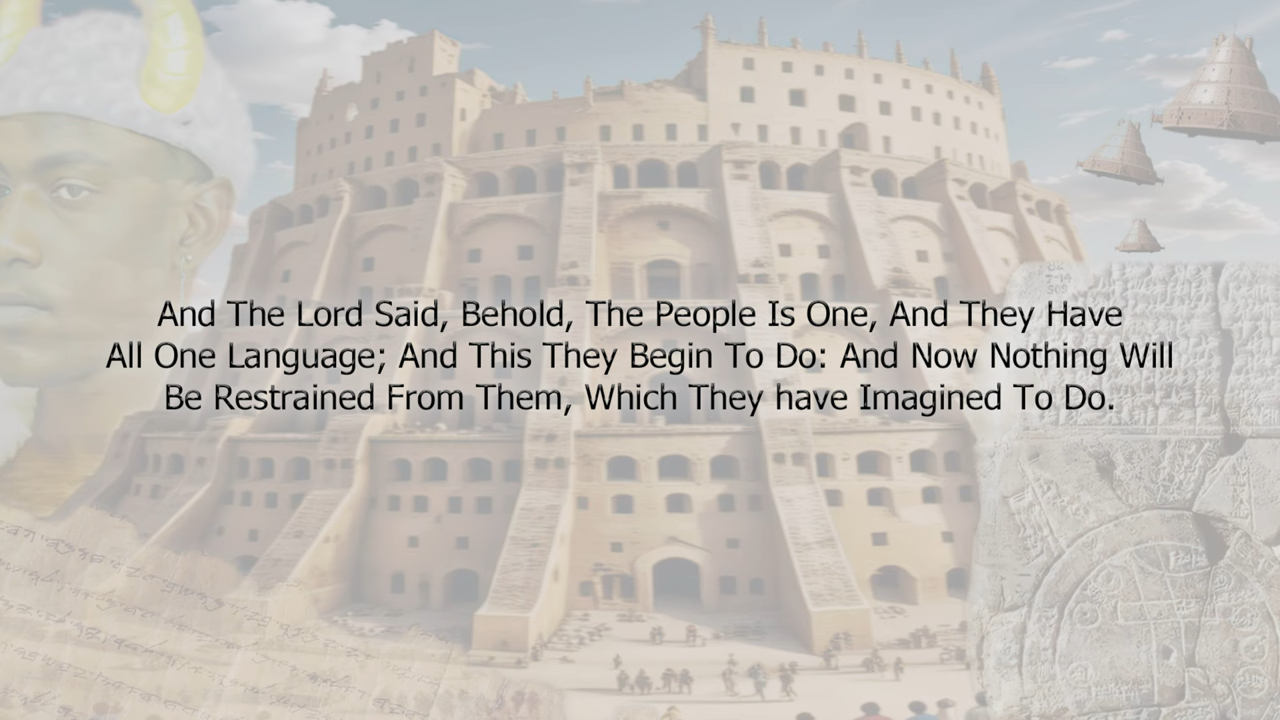 And The Lord Said, Behold, The People Is One, And They Have
All One Language; And This They Begin To Do: And Now Nothing Will
Be Restrained From Them, Which They have Imagined To Do.